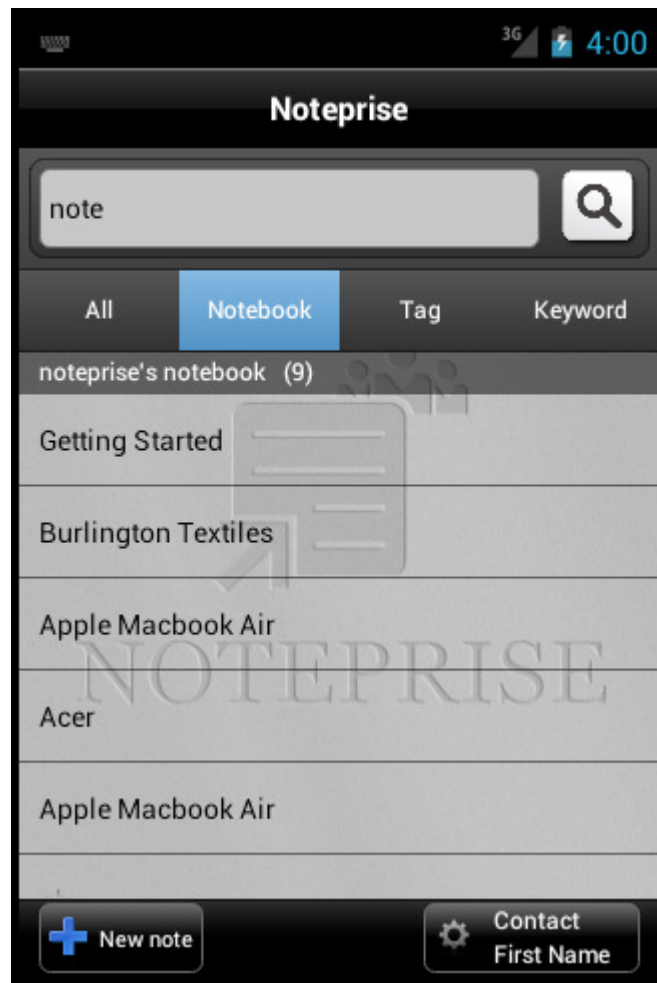 3G 4:00
Noteprise
note
All Notebook Tag Keyword
noteprise's notebook (9)
Getting Started
Burlington Textiles
Apple Macbook Air
NOTEPRISE
Acer
Apple Macbook Air
New note
Contact
First Name